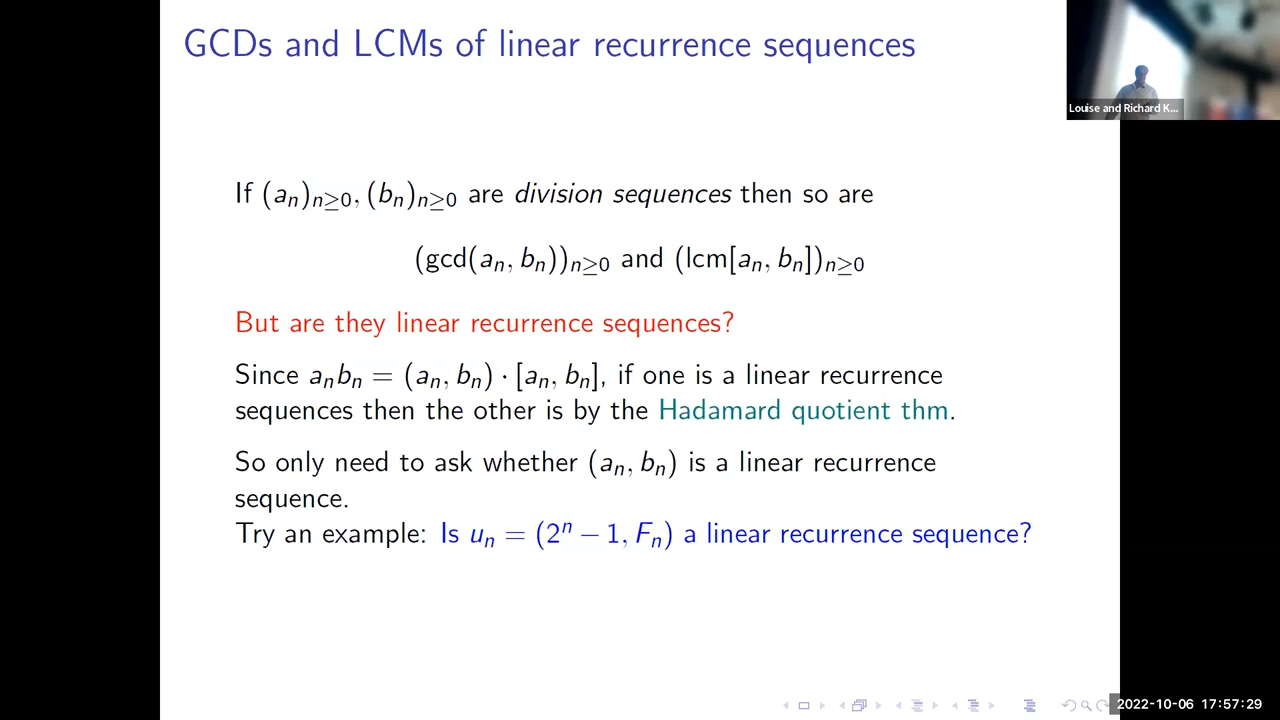 GCDs and LCMs of linear recurrence sequences
Louise and Richard K...
If (aₙ)ₙ≥₀, (bₙ)ₙ≥₀ are division sequences then so are
(gcd(aₙ, bₙ))ₙ≥₀ and (lcm[aₙ, bₙ])ₙ≥₀
But are they linear recurrence sequences?
Since aₙbₙ = (aₙ, bₙ) · [aₙ, bₙ], if one is a linear recurrence
sequences then the other is by the Hadamard quotient thm.
So only need to ask whether (aₙ, bₙ) is a linear recurrence
sequence.
Try an example: Is uₙ = (2ⁿ − 1, Fₙ) a linear recurrence sequence?
2022-10-06 17:57:29